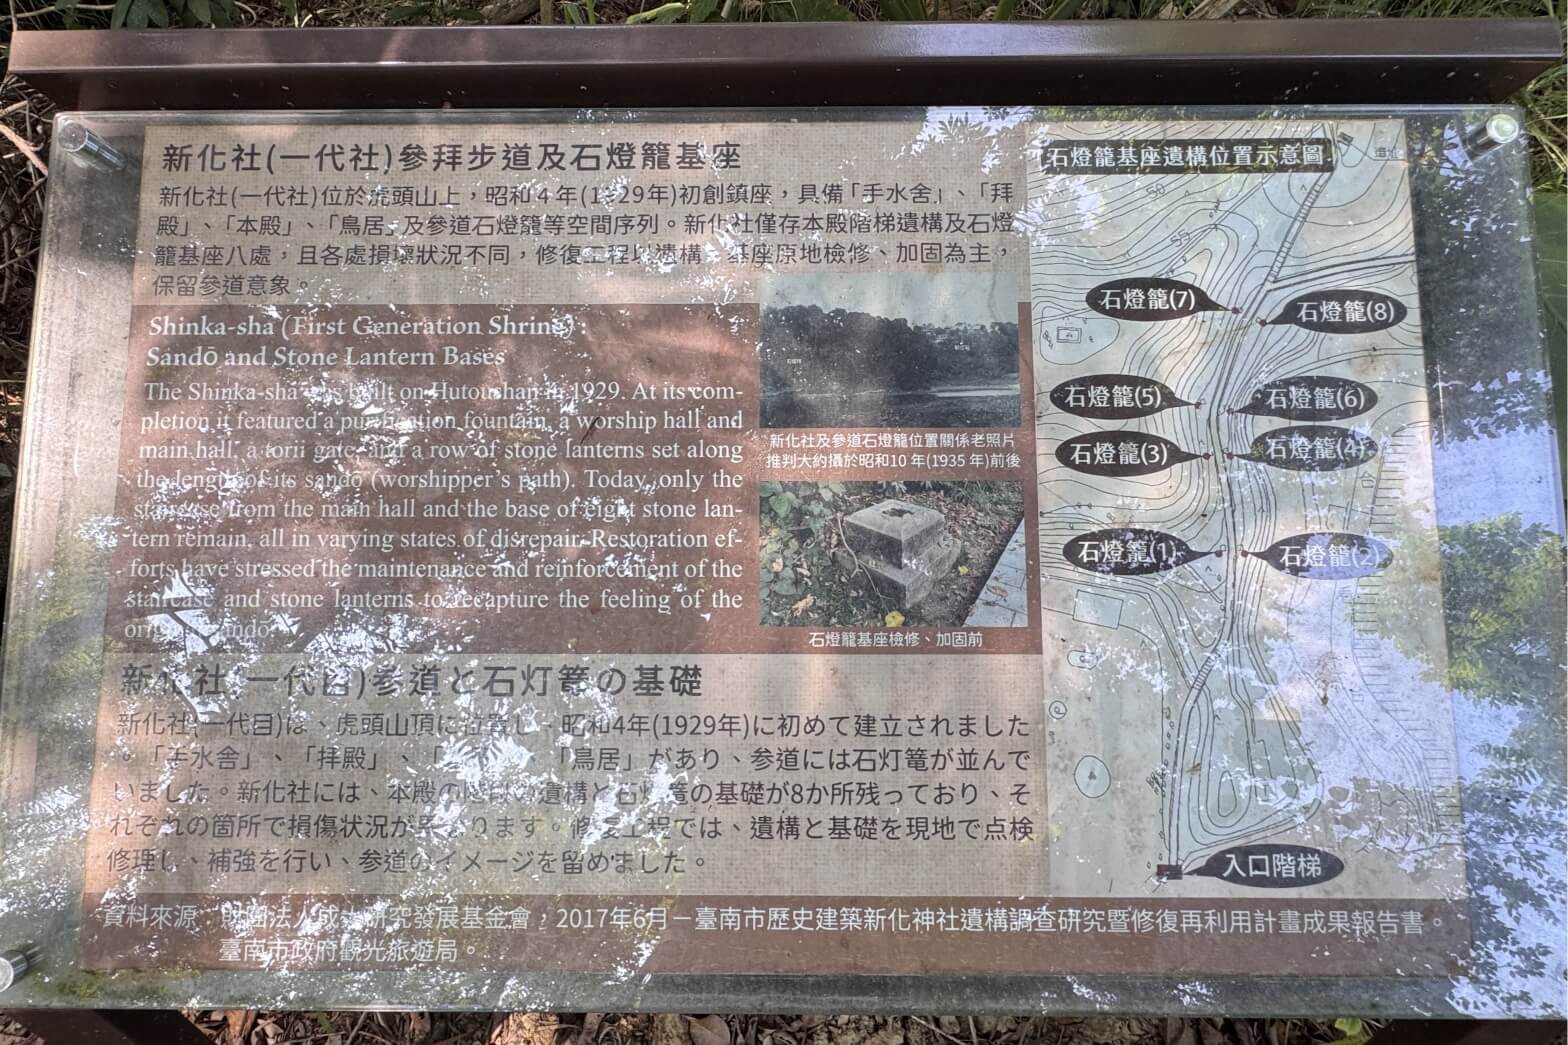 新化社(一代社)參拜步道及石燈籠基座
新化社(一代社)位於虎頭山上，昭和4年(1929年)初創鎮座，具備「手水舍」、「拜
殿」、「本殿」、「鳥居」及參道石燈籠等空間序列。新化社僅存本殿階梯遺構及石燈
籠基座八處，且各處損壞狀況不同，修復工程以遺構、基座原地檢修、加固為主，
保留參道意象。
Shinka-sha (First Generation Shrine):
Sandō and Stone Lantern Bases
The Shinka-sha was built on Hutoushan in 1929. At its com-
pletion it featured a purification fountain, a worship hall and
main hall, a torii gate and a row of stone lanterns set along
the length of its sandō (worshipper's path). Today, only the
staircase from the main hall and the base of eight stone lan-
tern remain, all in varying states of disrepair. Restoration ef-
forts have stressed the maintenance and reinforcement of the
staircase and stone lanterns to recapture the feeling of the
original sando.
新化社(一代目)参道と石灯篭の基礎
新化社(一代目)は、虎頭山頂に位置し、昭和4年(1929年)に初めて建立されました
。「手水舎」、「拝殿」、「鳥居」があり、参道には石灯篭が並んで
いました。新化社には、本殿の遺構と石灯篭の基礎が8か所残っており、そ
れぞれの箇所で損傷状況が異なります。修復工程では、遺構と基礎を現地で点検
修理し、補強を行い、参道のイメージを留めました。
新化社及參道石燈籠位置關係老照片
推判大約攝於昭和10年(1935年)前後
石燈籠基座檢修、加固前
石燈籠基座遺構位置示意圖
石燈籠(7)
石燈籠(8)
石燈籠(5)
石燈籠(6)
石燈籠(3)
石燈籠(4)
石燈籠(1)
石燈籠(2)
入口階梯
資料來源：財團法人成大研究發展基金會，2017年6月－臺南市歷史建築新化神社遺構調查研究暨修復再利用計畫成果報告書。
臺南市政府觀光旅遊局。